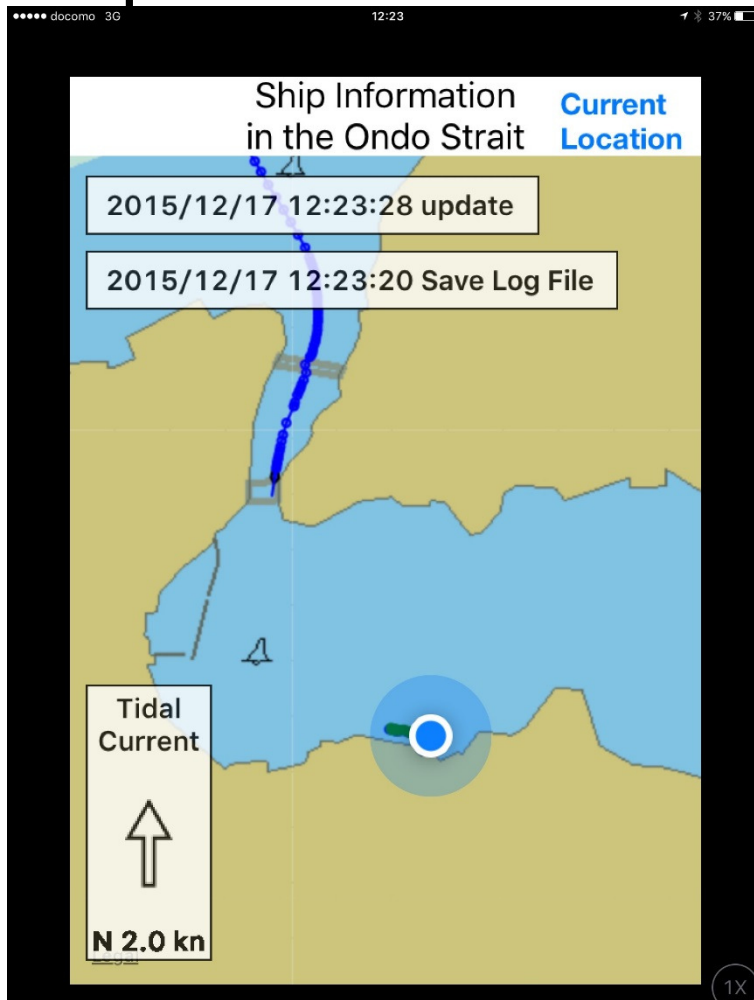 docomo 3G
12:23
37%
Ship Information
in the Ondo Strait
Current
Location
2015/12/17 12:23:28 update
2015/12/17 12:23:20 Save Log File
Tidal
Current
N 2.0 kn
Legal
1X